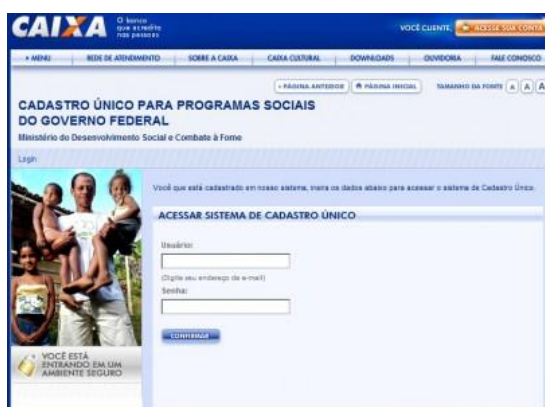 CAIXA
O banco
que acredita
nas pessoas
VOCÊ CLIENTE, ACESSE SUA CONTA
MENU
REDE DE ATENDIMENTO
SOBRE A CAIXA
CAIXA CULTURAL
DOWNLOADS
OUVIDORIA
FALE CONOSCO
PÁGINA ANTERIOR
PÁGINA INICIAL
TAMANHO DA FONTE A A A
CADASTRO ÚNICO PARA PROGRAMAS SOCIAIS
DO GOVERNO FEDERAL
Ministério do Desenvolvimento Social e Combate à Fome
Login
Você que está cadastrado em nosso sistema, insira os dados abaixo para acessar o sistema de Cadastro Único.
ACESSAR SISTEMA DE CADASTRO ÚNICO
Usuário:
(Digite seu endereço de e-mail)
Senha:
CONFIRMAR
VOCÊ ESTÁ
ENTRANDO EM UM
AMBIENTE SEGURO